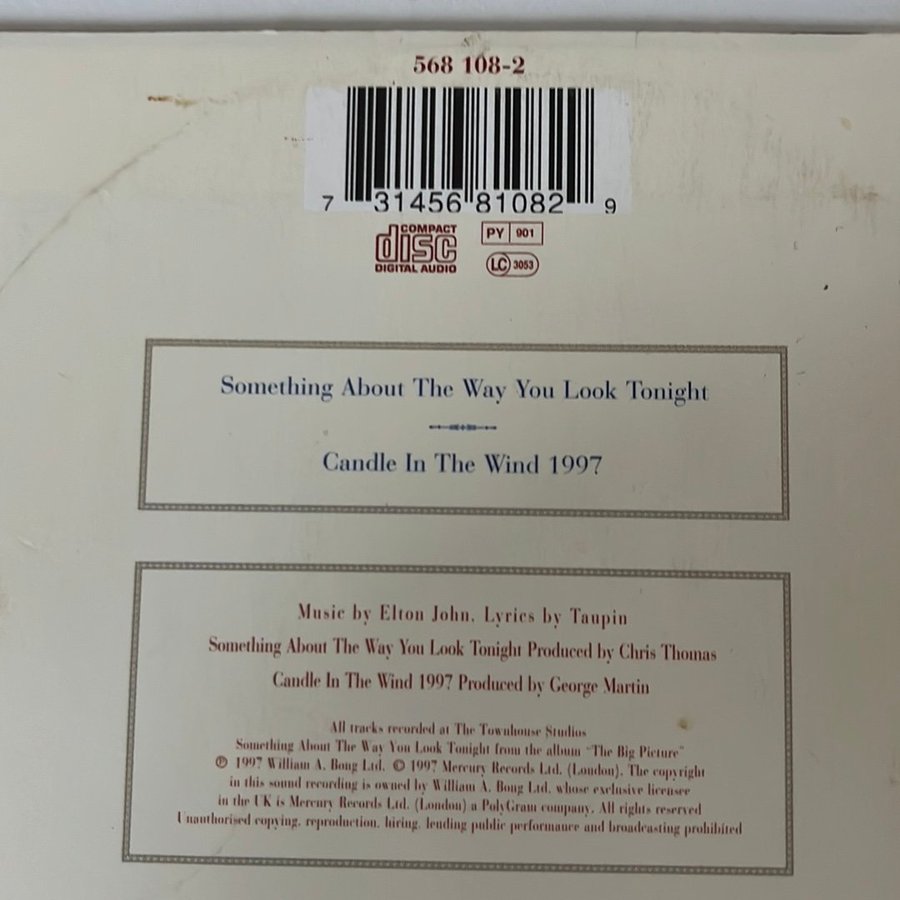 568 108-2
7 31456 81082 9
COMPACT
disc
DIGITAL AUDIO
PY 901
LC 3053
Something About The Way You Look Tonight
Candle In The Wind 1997
Music by Elton John, Lyrics by Taupin
Something About The Way You Look Tonight Produced by Chris Thomas
Candle In The Wind 1997 Produced by George Martin
All tracks recorded at The Townhouse Studios
Something About The Way You Look Tonight from the album "The Big Picture"
℗ 1997 William A. Bong Ltd. © 1997 Mercury Records Ltd. (London). The copyright
in this sound recording is owned by William A. Bong Ltd. whose exclusive licensee
in the UK is Mercury Records Ltd. (London) a PolyGram company. All rights reserved
Unauthorised copying, reproduction, hiring, lending public performance and broadcasting prohibited